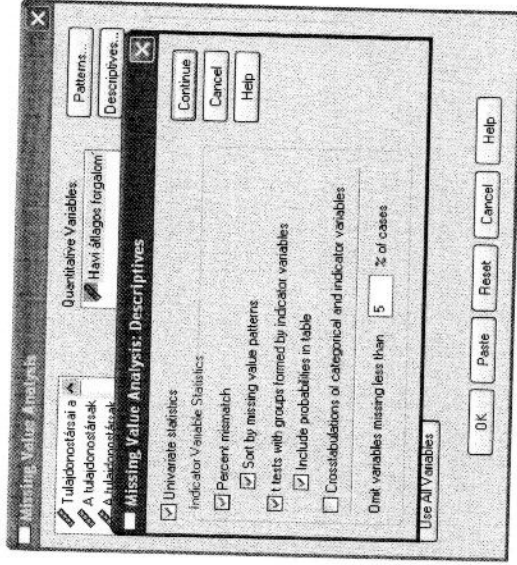 Missing Value Analysis
Tulajdonostársai a
A tulajdonostársak
A tulajdonostársak
Quantitative Variables:
Havi átlagos forgalom
Patterns...
Descriptives...
Missing Value Analysis: Descriptives
Univariate statistics
Indicator Variable Statistics
Percent mismatch
Sort by missing value patterns
t tests with groups formed by indicator variables
Include probabilities in table
Crosstabulations of categorical and indicator variables
Omit variables missing less than 5 % of cases
Continue
Cancel
Help
Use All Variables
OK
Paste
Reset
Cancel
Help